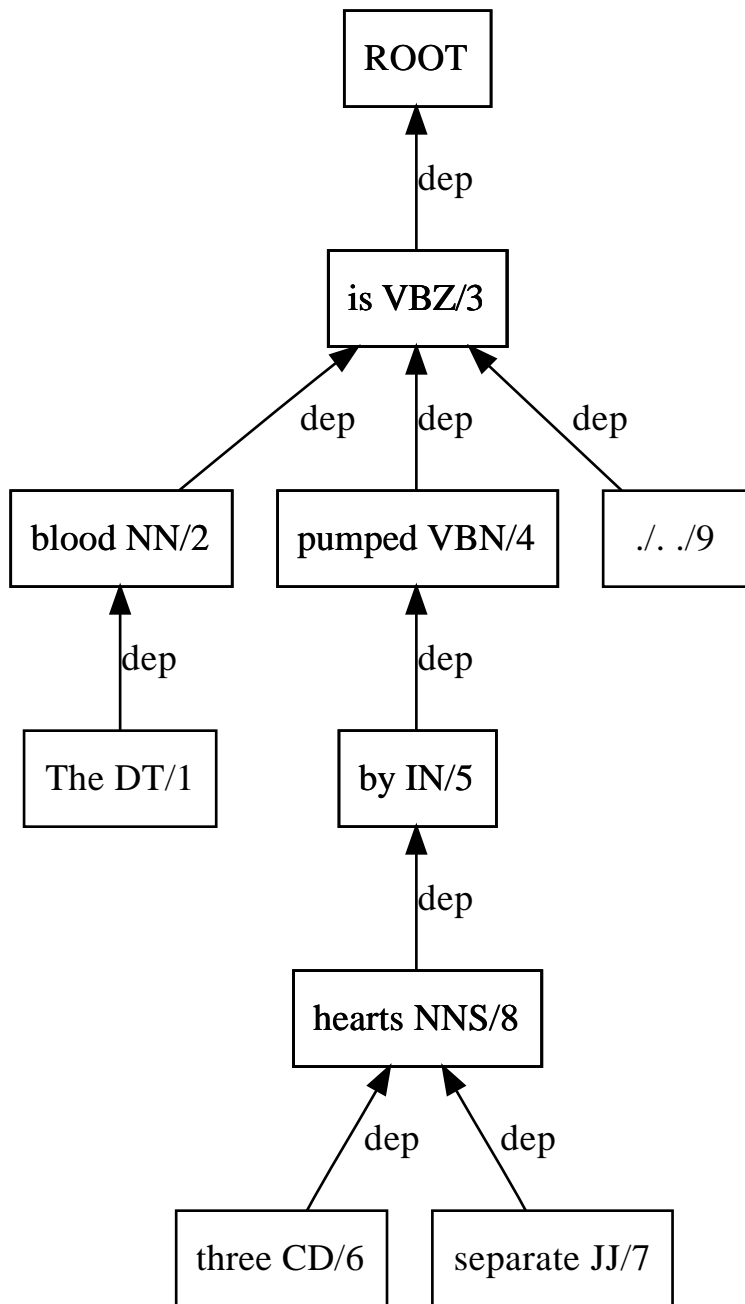 ROOT
dep
is VBZ/3
dep dep dep
blood NN/2 pumped VBN/4 ./. ./9
dep dep
The DT/1 by IN/5
dep
hearts NNS/8
dep dep
three CD/6 separate JJ/7